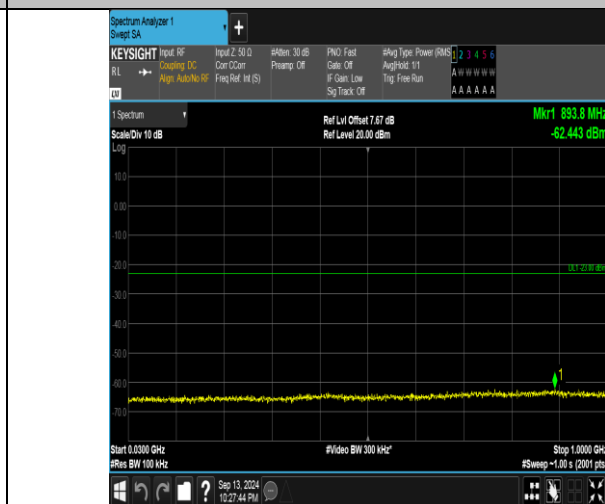 Spectrum Analyzer 1
Swept SA
+
KEYSIGHT
RL
LXI
Input: RF
Coupling: DC
Align: Auto/No RF
Input Z: 50 Ω
Corr CCorr
Freq Ref: Int (S)
#Atten: 30 dB
Preamp: Off
PNO: Fast
Gate: Off
IF Gain: Low
Sig Track: Off
#Avg Type: Power (RMS
Avg|Hold: 1/1
Trig: Free Run
1 2 3 4 5 6
A W W W W W
A A A A A A
1 Spectrum
Scale/Div 10 dB
Ref Lvl Offset 7.67 dB
Ref Level 20.00 dBm
Mkr1 893.8 MHz
-62.443 dBm
Log
10.0
0.00
-10.0
-20.0
DL1 -23.00 dBm
-30.0
-40.0
-50.0
1
-60.0
-70.0
Start 0.0300 GHz
#Res BW 100 kHz
#Video BW 300 kHz*
Stop 1.0000 GHz
#Sweep ~1.00 s (2001 pts
?
Sep 13, 2024
10:27:44 PM